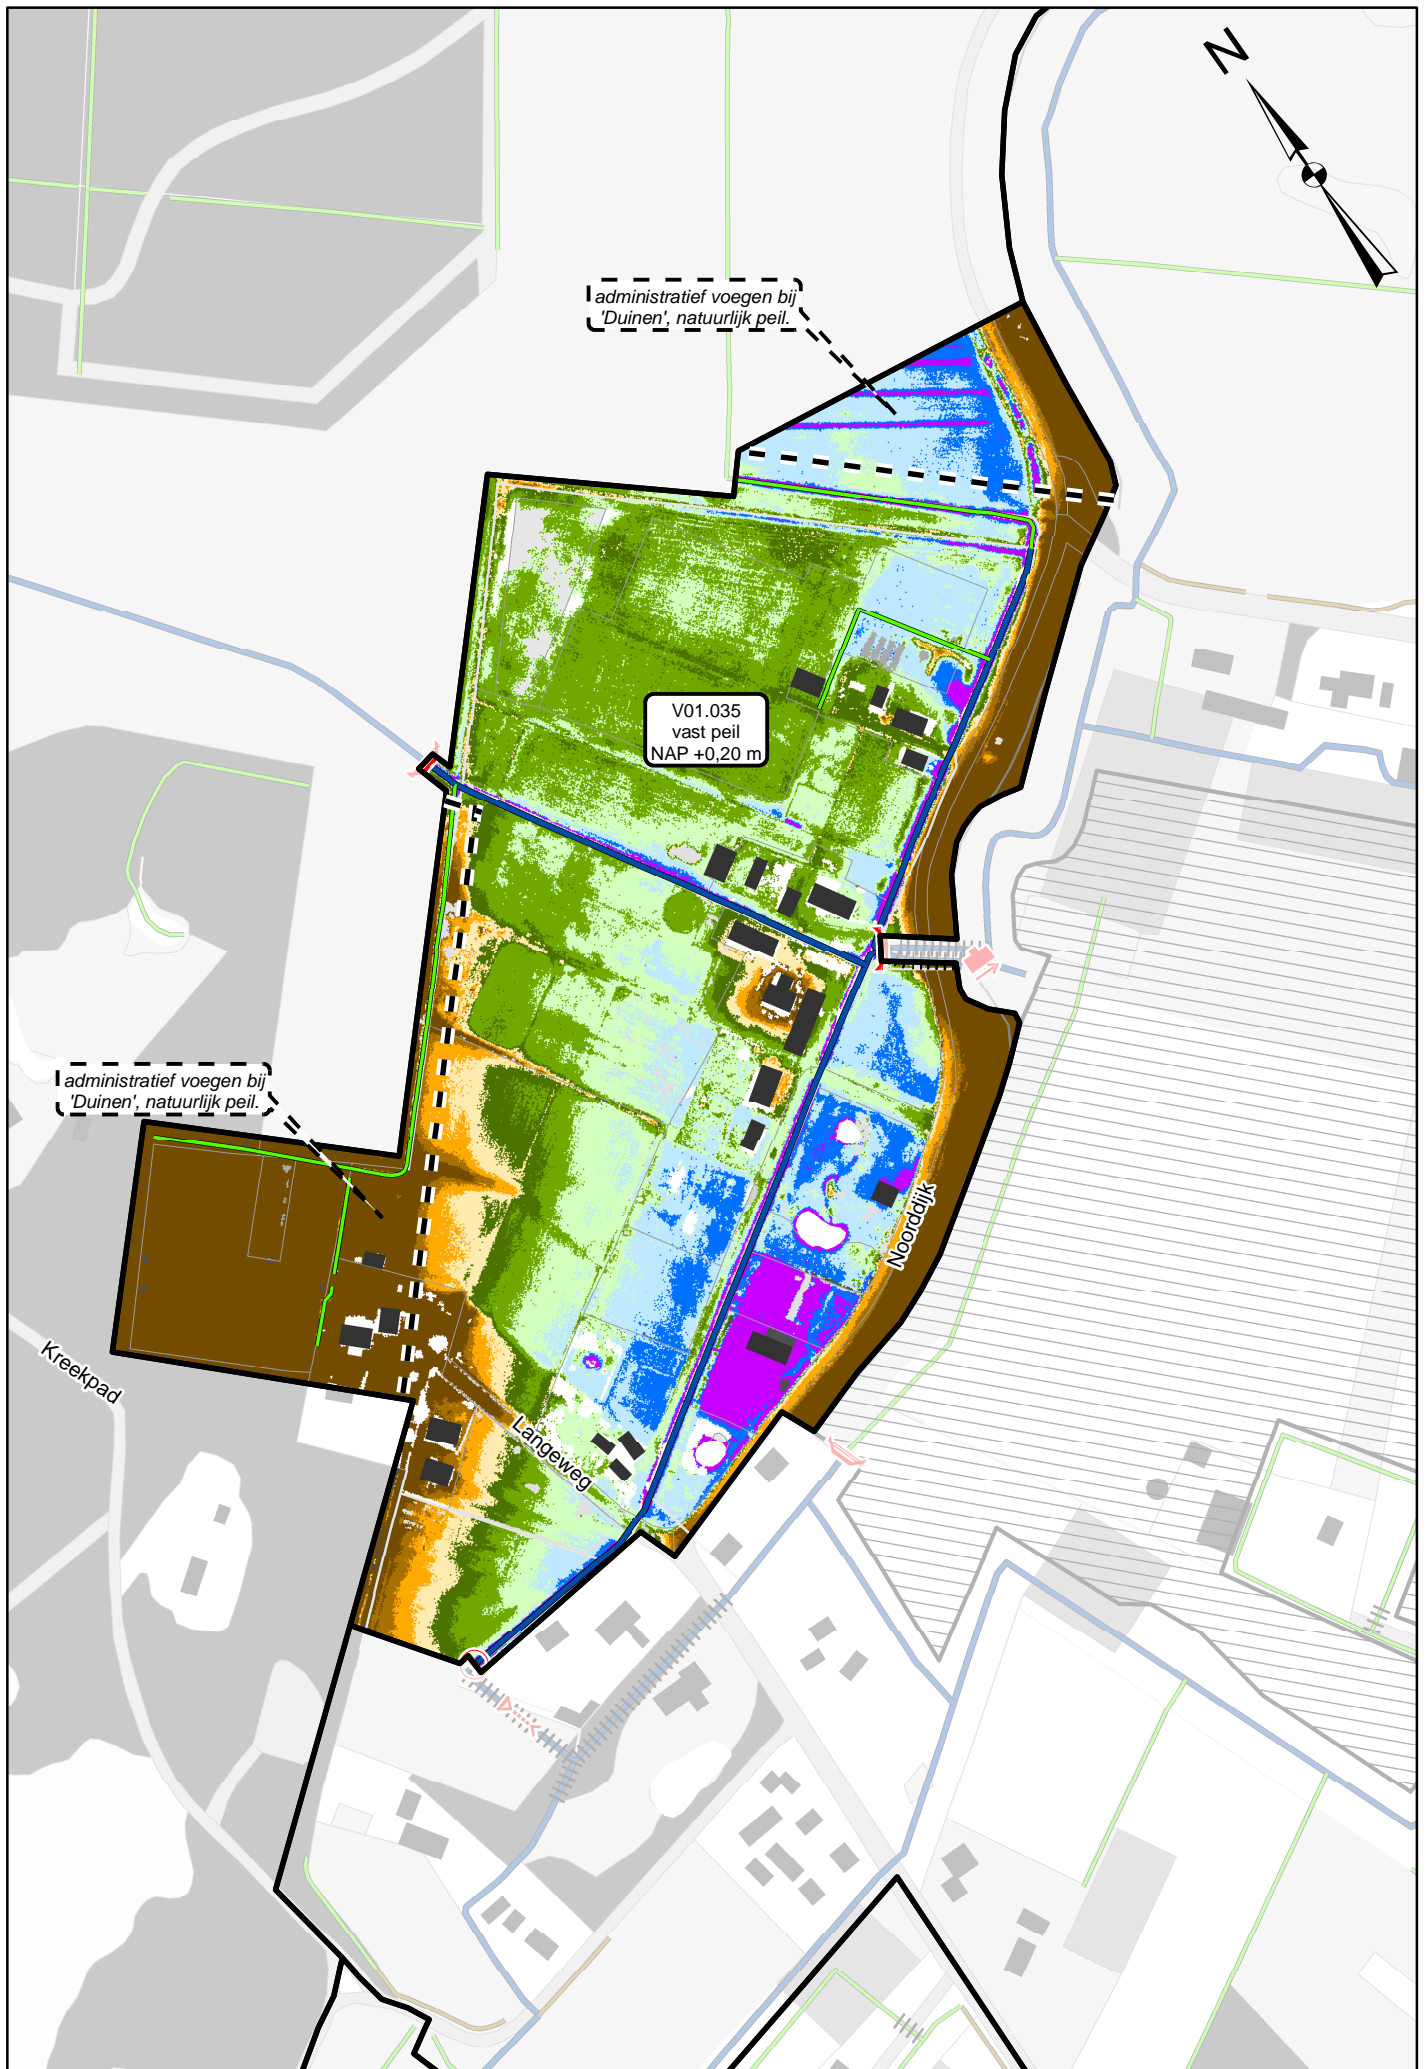 N
administratief voegen bij
'Duinen', natuurlijk peil.
V01.035
vast peil
NAP +0,20 m
administratief voegen bij
'Duinen', natuurlijk peil.
Noorddijk
Kreekpad
Langeweg